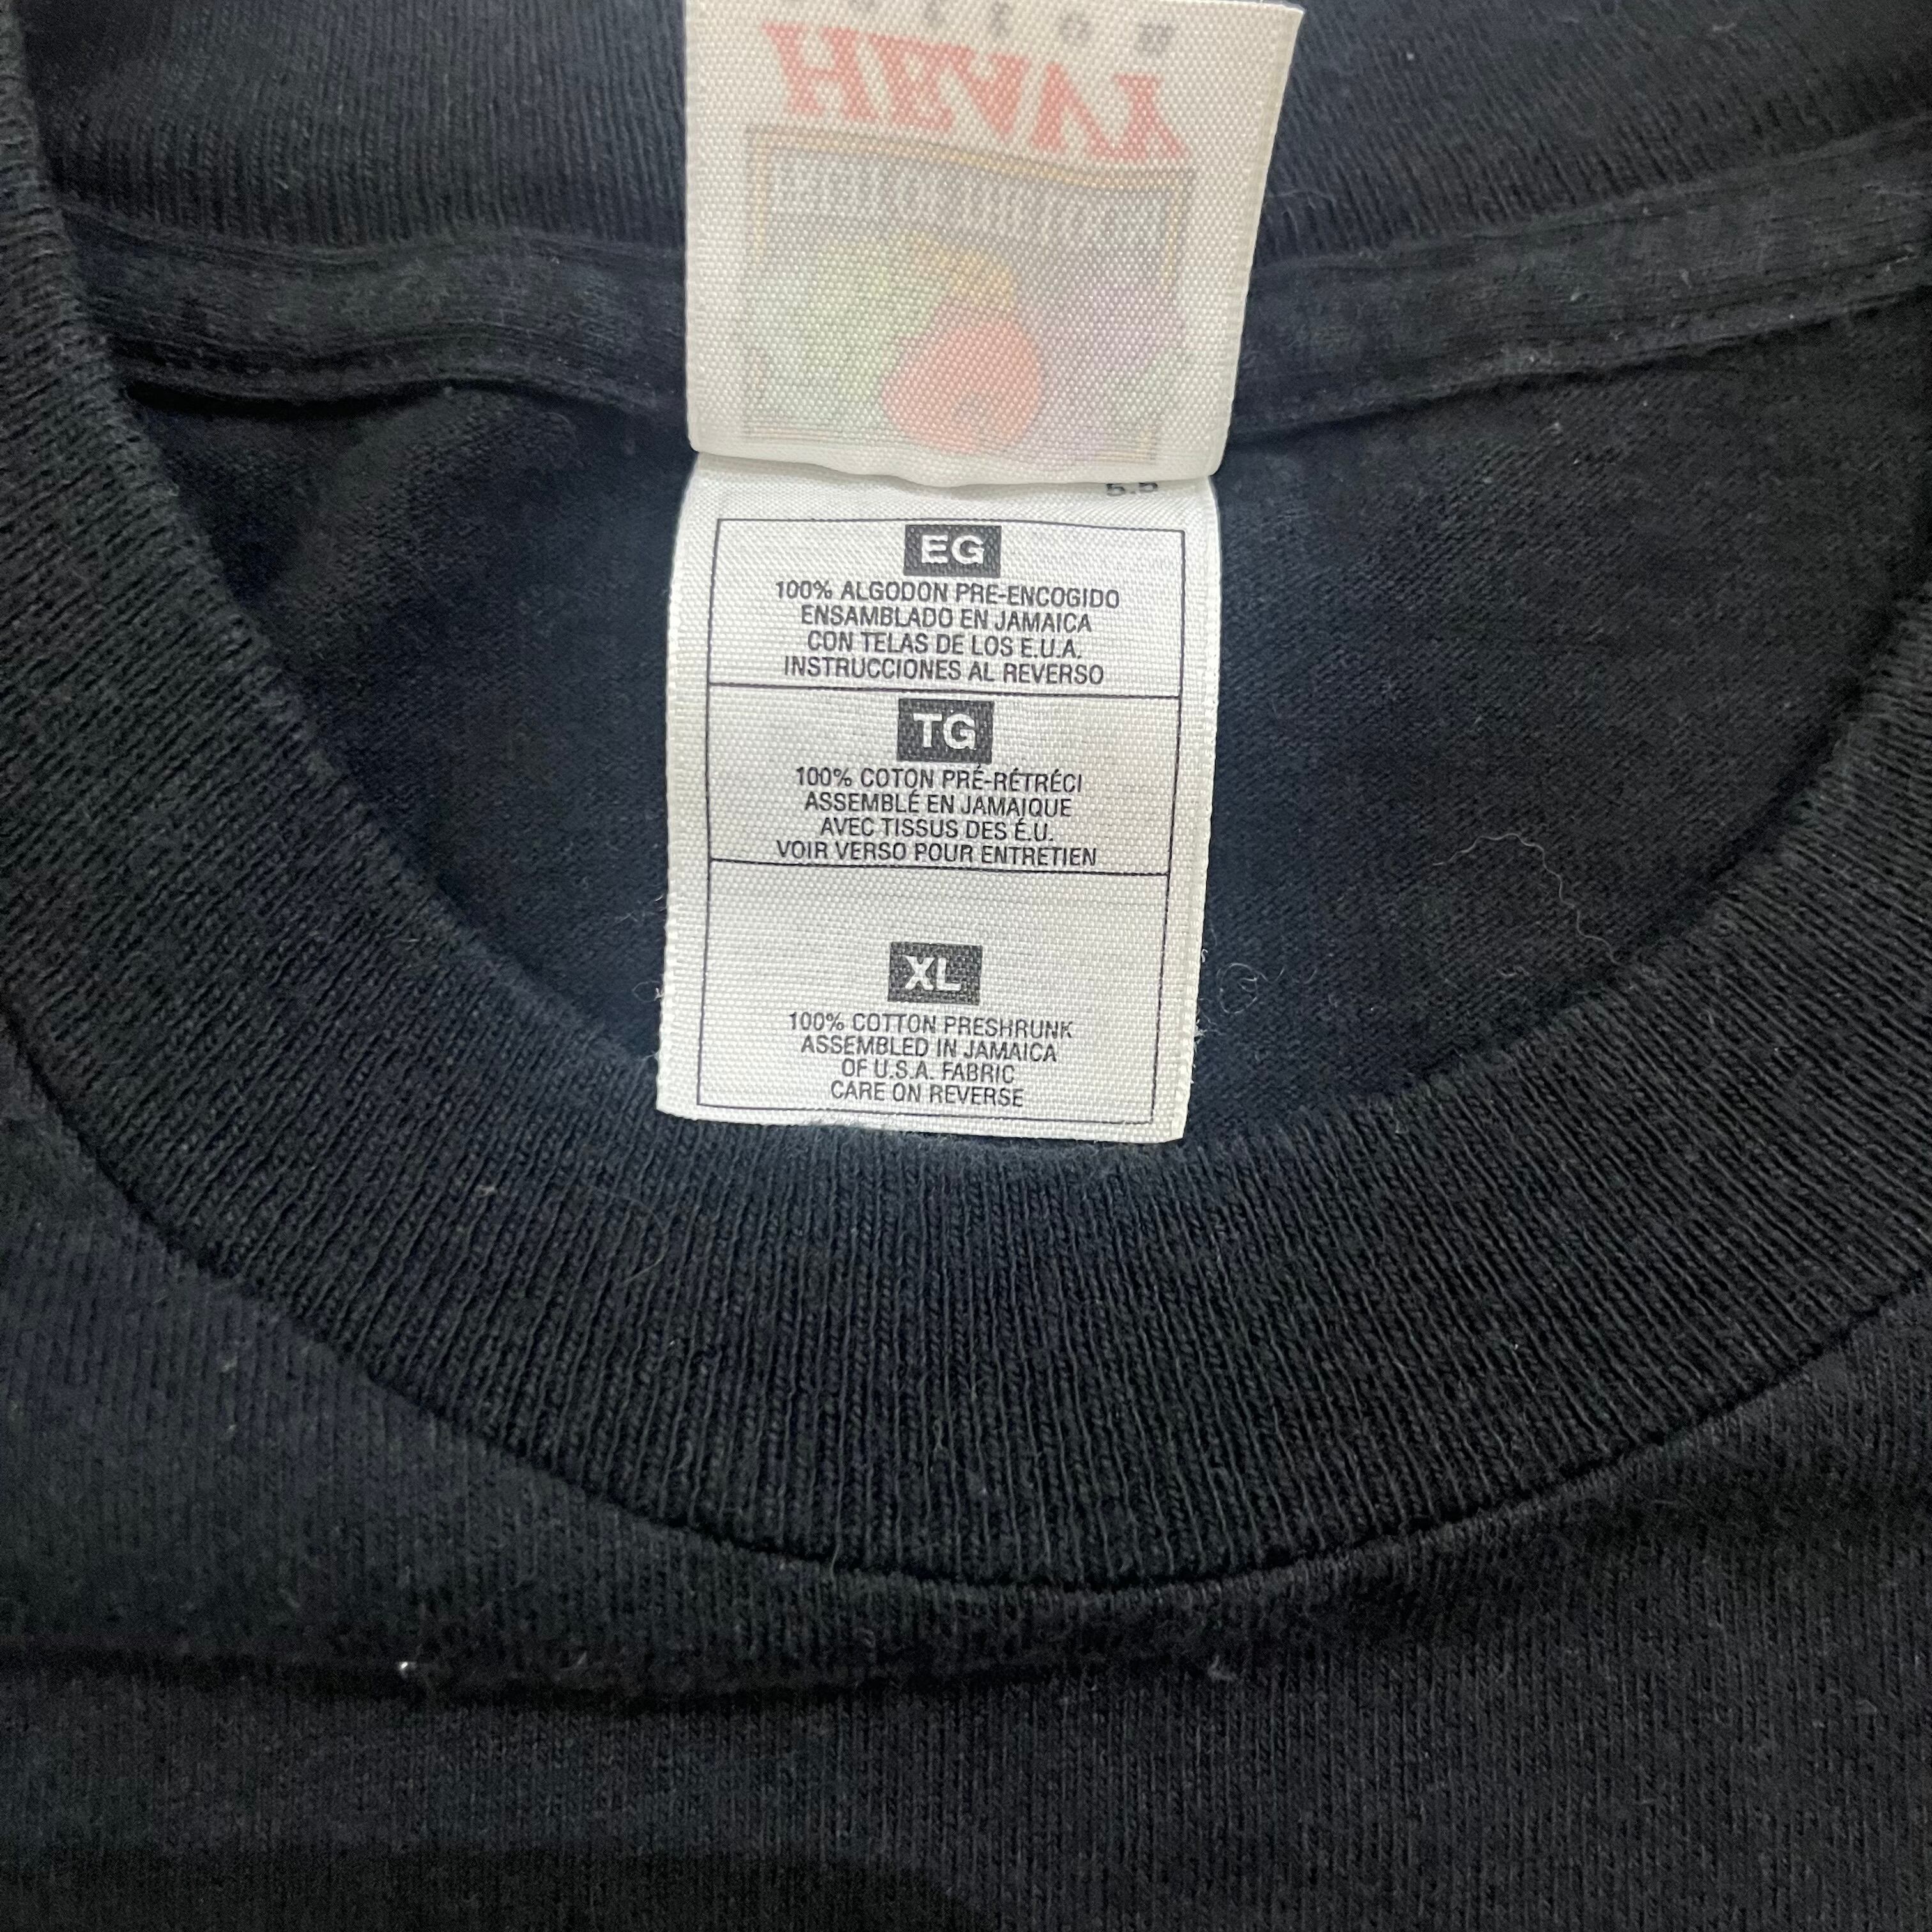 HEAVY
5.5
EG
100% ALGODON PRE-ENCOGIDO
ENSAMBLADO EN JAMAICA
CON TELAS DE LOS E.U.A.
INSTRUCCIONES AL REVERSO
TG
100% COTON PRÉ-RÉTRÉCI
ASSEMBLÉ EN JAMAIQUE
AVEC TISSUS DES É.U.
VOIR VERSO POUR ENTRETIEN
XL
100% COTTON PRESHRUNK
ASSEMBLED IN JAMAICA
OF U.S.A. FABRIC
CARE ON REVERSE